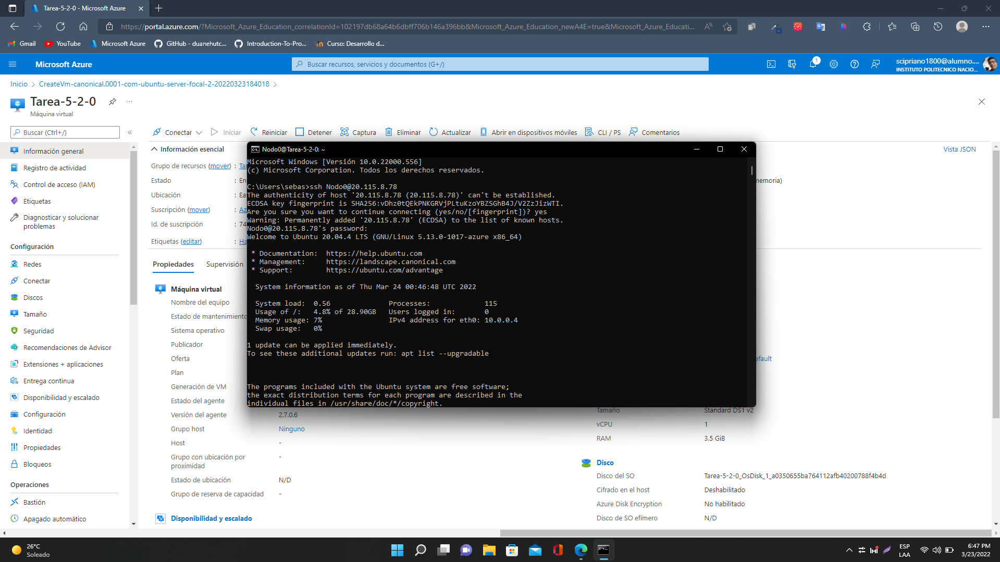 Tarea-5-2-0 - Microsoft Azure
https://portal.azure.com/?Microsoft_Azure_Education_correlationId=102197db68a64b6dbff706b146a396bb&Microsoft_Azure_Education_newA4E=true&Microsoft_Azure_Educati...
Gmail
YouTube
Microsoft Azure
GitHub - duanehutc...
Introduction-To-Pro...
Curso: Desarrollo d...
Microsoft Azure
Buscar recursos, servicios y documentos (G+/)
1
scipriano1800@alumno....
INSTITUTO POLITECNICO NACIO...
Inicio > CreateVm-canonical.0001-com-ubuntu-server-focal-2-20220323184018 >
Tarea-5-2-0
Máquina virtual
Buscar (Ctrl+/)
Información general
Registro de actividad
Control de acceso (IAM)
Etiquetas
Diagnosticar y solucionar
problemas
Configuración
Redes
Conectar
Discos
Tamaño
Seguridad
Recomendaciones de Advisor
Extensiones + aplicaciones
Entrega continua
Disponibilidad y escalado
Configuración
Identidad
Propiedades
Bloqueos
Operaciones
Bastión
Apagado automático
Conectar
Iniciar
Reiniciar
Detener
Captura
Eliminar
Actualizar
Abrir en dispositivos móviles
CLI / PS
Comentarios
Información esencial
Vista JSON
Grupo de recursos (mover) : Tar
Estado : En
Ubicación : Eas
Suscripción (mover) : Az
Id. de suscripción : 74
Etiquetas (editar) : Ha
memoria)
Propiedades
Supervisión
Máquina virtual
Nombre del equipo
Estado de mantenimiento
Sistema operativo
Publicador
Oferta
Plan
Generación de VM
Estado del agente
Versión del agente 2.7.0.6
Grupo host Ninguno
Host -
Grupo con ubicación por
proximidad -
Estado de ubicación N/D
Grupo de reserva de capacidad -
Disponibilidad y escalado
efault
Tamaño Standard DS1 v2
vCPU 1
RAM 3.5 GiB
Disco
Disco del SO Tarea-5-2-0_OsDisk_1_a0350655ba764112afb40200788f4b4d
Cifrado en el host Deshabilitado
Azure Disk Encryption No habilitado
Disco de SO efímero N/D
Nodo0@Tarea-5-2-0: ~
Microsoft Windows [Versión 10.0.22000.556]
(c) Microsoft Corporation. Todos los derechos reservados.
C:\Users\sebas>ssh Nodo0@20.115.8.78
The authenticity of host '20.115.8.78 (20.115.8.78)' can't be established.
ECDSA key fingerprint is SHA256:vDhz0tQEkPNKGRVjPLtuKzoYBZSGhB4J/V2ZzJizWTI.
Are you sure you want to continue connecting (yes/no/[fingerprint])? yes
Warning: Permanently added '20.115.8.78' (ECDSA) to the list of known hosts.
Nodo0@20.115.8.78's password:
Welcome to Ubuntu 20.04.4 LTS (GNU/Linux 5.13.0-1017-azure x86_64)
* Documentation:  https://help.ubuntu.com
* Management:     https://landscape.canonical.com
* Support:        https://ubuntu.com/advantage
System information as of Thu Mar 24 00:46:48 UTC 2022
System load:  0.56              Processes:             115
Usage of /:   4.8% of 28.90GB   Users logged in:       0
Memory usage: 7%                IPv4 address for eth0: 10.0.0.4
Swap usage:   0%
1 update can be applied immediately.
To see these additional updates run: apt list --upgradable
The programs included with the Ubuntu system are free software;
the exact distribution terms for each program are described in the
individual files in /usr/share/doc/*/copyright.
26°C
Soleado
ESP
LAA
6:47 PM
3/23/2022